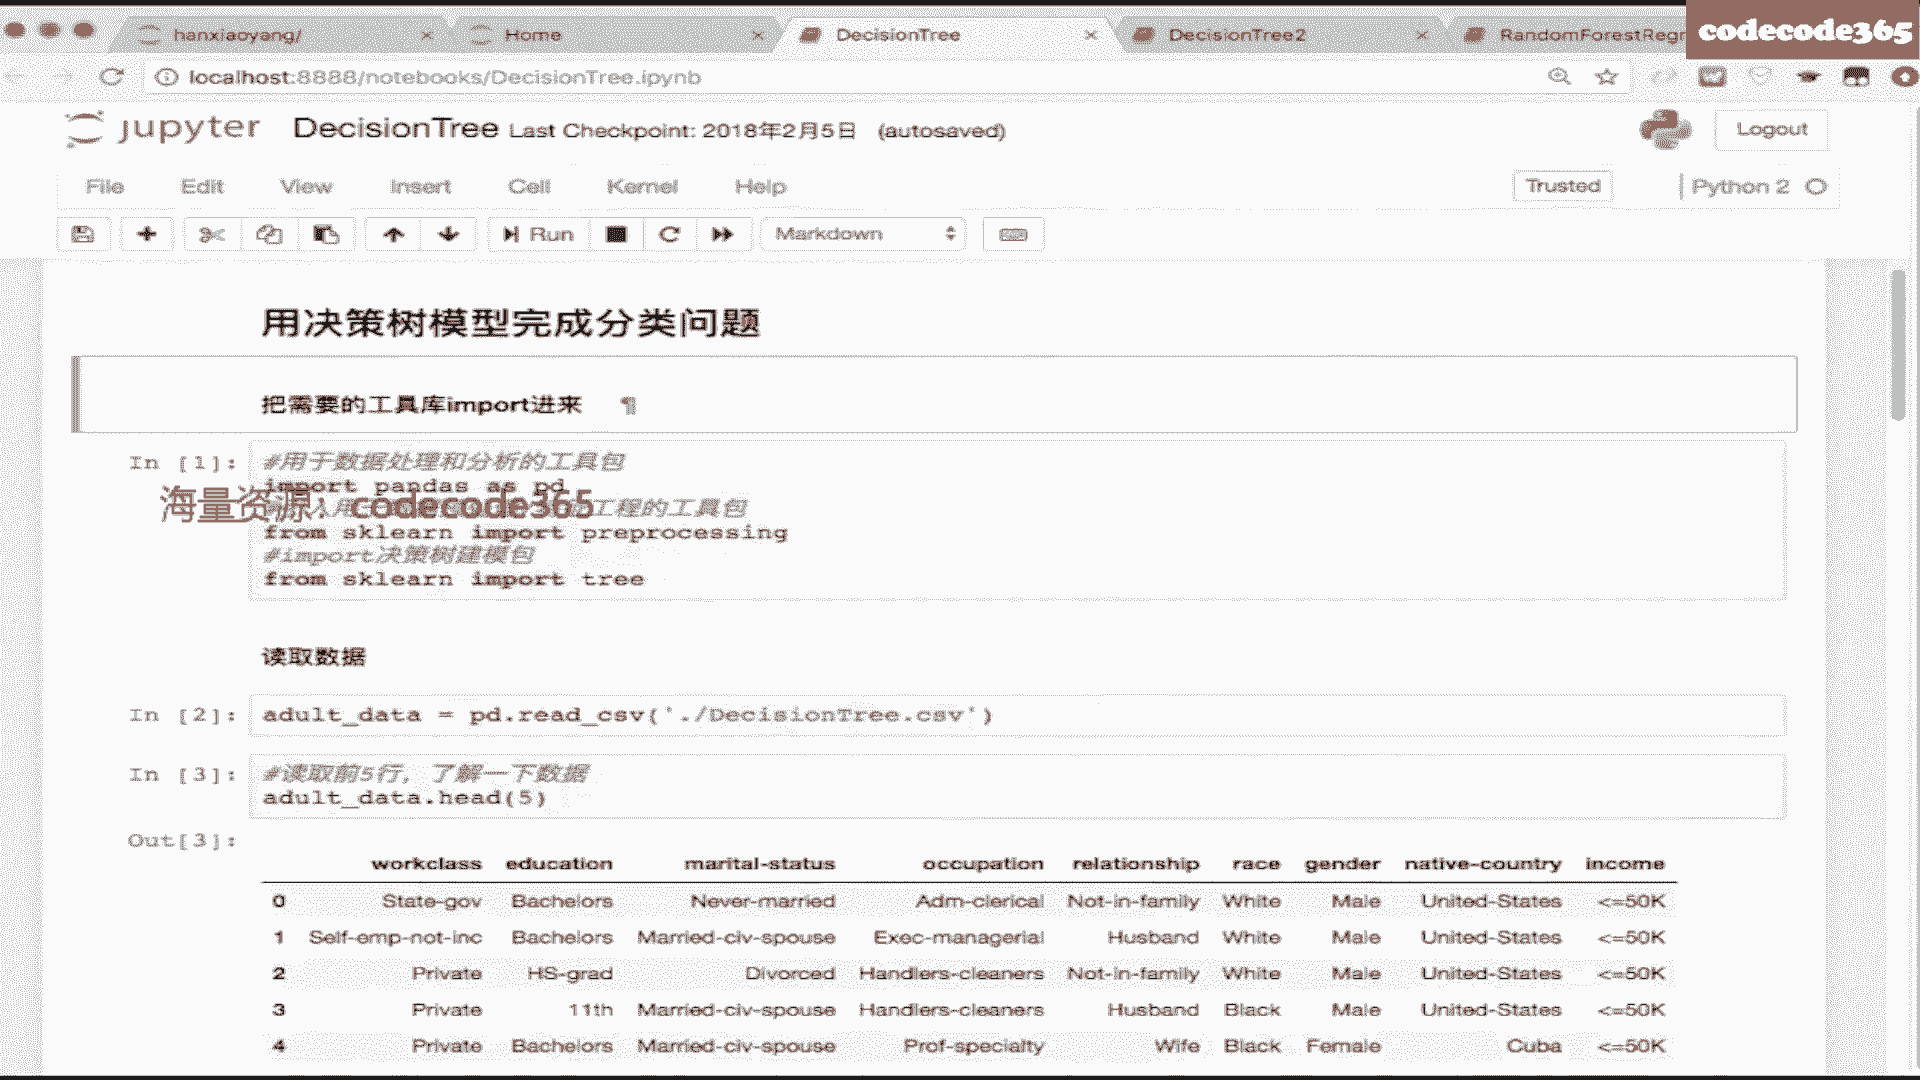 hanxiaoyang/ Home DecisionTree DecisionTree2 RandomForestRegr
codecode365
localhost:8888/notebooks/DecisionTree.ipynb
jupyter DecisionTree Last Checkpoint: 2018年2月5日 (autosaved)
Logout
File Edit View Insert Cell Kernel Help
Trusted Python 2
Run Markdown
用决策树模型完成分类问题
把需要的工具库import进来 ¶
In [1]: #用于数据处理和分析的工具包
import pandas as pd
海量资源：codecode365
工程的工具包
from sklearn import preprocessing
#import决策树建模包
from sklearn import tree
读取数据
In [2]: adult_data = pd.read_csv('./DecisionTree.csv')
In [3]: #读取前5行，了解一下数据
adult_data.head(5)
Out[3]:
workclass education marital-status occupation relationship race gender native-country income
0 State-gov Bachelors Never-married Adm-clerical Not-in-family White Male United-States <=50K
1 Self-emp-not-inc Bachelors Married-civ-spouse Exec-managerial Husband White Male United-States <=50K
2 Private HS-grad Divorced Handlers-cleaners Not-in-family White Male United-States <=50K
3 Private 11th Married-civ-spouse Handlers-cleaners Husband Black Male United-States <=50K
4 Private Bachelors Married-civ-spouse Prof-specialty Wife Black Female Cuba <=50K